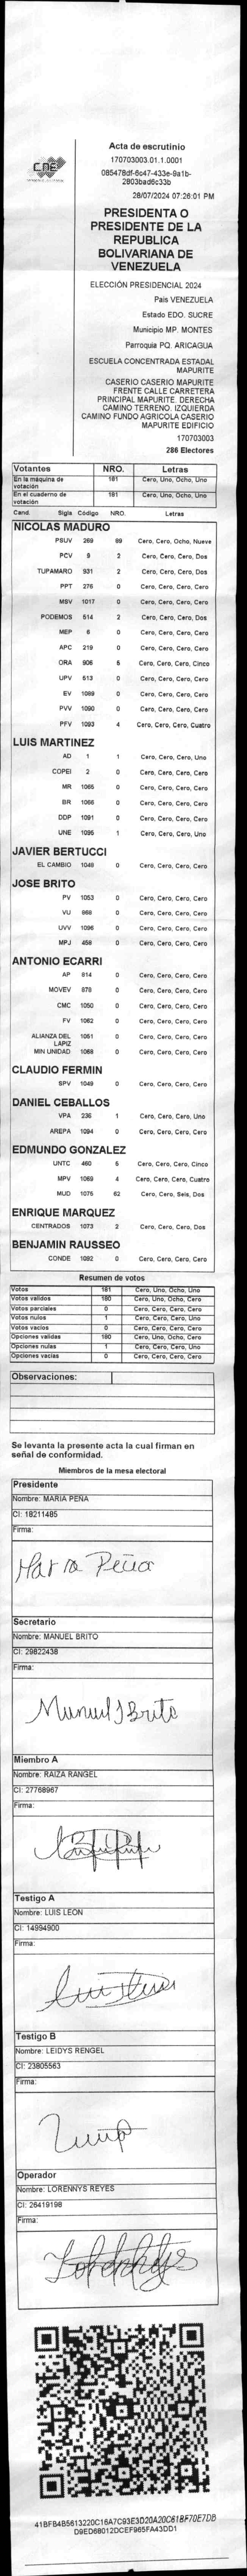 CNE
Acta de escrutinio
170703003.01.1.0001
085478df-6c47-433e-9a1b-
2803bad6c33b
28/07/2024 07:26:01 PM
PRESIDENTA O
PRESIDENTE DE LA
REPUBLICA
BOLIVARIANA DE
VENEZUELA
ELECCIÓN PRESIDENCIAL 2024
Pais VENEZUELA
Estado EDO. SUCRE
Municipio MP. MONTES
Parroquia PQ. ARICAGUA
ESCUELA CONCENTRADA ESTADAL
MAPURITE
CASERIO CASERIO MAPURITE
FRENTE CALLE CARRETERA
PRINCIPAL MAPURITE. DERECHA
CAMINO TERRENO. IZQUIERDA
CAMINO FUNDO AGRICOLA CASERIO
MAPURITE EDIFICIO
170703003
286 Electores
Votantes NRO. Letras
En la máquina de votación 181 Cero, Uno, Ocho, Uno
En el cuaderno de votación 181 Cero, Uno, Ocho, Uno
Cand. Sigla Código NRO. Letras
NICOLAS MADURO
PSUV 269 89 Cero, Cero, Ocho, Nueve
PCV 9 2 Cero, Cero, Cero, Dos
TUPAMARO 931 2 Cero, Cero, Cero, Dos
PPT 276 0 Cero, Cero, Cero, Cero
MSV 1017 0 Cero, Cero, Cero, Cero
PODEMOS 514 2 Cero, Cero, Cero, Dos
MEP 6 0 Cero, Cero, Cero, Cero
APC 219 0 Cero, Cero, Cero, Cero
ORA 906 5 Cero, Cero, Cero, Cinco
UPV 513 0 Cero, Cero, Cero, Cero
EV 1089 0 Cero, Cero, Cero, Cero
PVV 1090 0 Cero, Cero, Cero, Cero
PFV 1093 4 Cero, Cero, Cero, Cuatro
LUIS MARTINEZ
AD 1 1 Cero, Cero, Cero, Uno
COPEI 2 0 Cero, Cero, Cero, Cero
MR 1065 0 Cero, Cero, Cero, Cero
BR 1066 0 Cero, Cero, Cero, Cero
DDP 1091 0 Cero, Cero, Cero, Cero
UNE 1095 1 Cero, Cero, Cero, Uno
JAVIER BERTUCCI
EL CAMBIO 1048 0 Cero, Cero, Cero, Cero
JOSE BRITO
PV 1053 0 Cero, Cero, Cero, Cero
VU 868 0 Cero, Cero, Cero, Cero
UVV 1096 0 Cero, Cero, Cero, Cero
MPJ 458 0 Cero, Cero, Cero, Cero
ANTONIO ECARRI
AP 814 0 Cero, Cero, Cero, Cero
MOVEV 878 0 Cero, Cero, Cero, Cero
CMC 1050 0 Cero, Cero, Cero, Cero
FV 1062 0 Cero, Cero, Cero, Cero
ALIANZA DEL LAPIZ 1051 0 Cero, Cero, Cero, Cero
MIN UNIDAD 1068 0 Cero, Cero, Cero, Cero
CLAUDIO FERMIN
SPV 1049 0 Cero, Cero, Cero, Cero
DANIEL CEBALLOS
VPA 236 1 Cero, Cero, Cero, Uno
AREPA 1094 0 Cero, Cero, Cero, Cero
EDMUNDO GONZALEZ
UNTC 460 5 Cero, Cero, Cero, Cinco
MPV 1069 4 Cero, Cero, Cero, Cuatro
MUD 1075 62 Cero, Cero, Seis, Dos
ENRIQUE MARQUEZ
CENTRADOS 1073 2 Cero, Cero, Cero, Dos
BENJAMIN RAUSSEO
CONDE 1092 0 Cero, Cero, Cero, Cero
Resumen de votos
Votos 181 Cero, Uno, Ocho, Uno
Votos validos 180 Cero, Uno, Ocho, Cero
Votos parciales 0 Cero, Cero, Cero, Cero
Votos nulos 1 Cero, Cero, Cero, Uno
Votos vacíos 0 Cero, Cero, Cero, Cero
Opciones validas 180 Cero, Uno, Ocho, Cero
Opciones nulas 1 Cero, Cero, Cero, Uno
Opciones vacias 0 Cero, Cero, Cero, Cero
Observaciones:
Se levanta la presente acta la cual firman en
señal de conformidad.
Miembros de la mesa electoral
Presidente
Nombre: MARIA PEÑA
CI: 18211485
Firma:
Maria Peña
Secretario
Nombre: MANUEL BRITO
CI: 29822438
Firma:
Manuel J Brito
Miembro A
Nombre: RAIZA RANGEL
CI: 27768967
Firma:
Testigo A
Nombre: LUIS LEON
CI: 14994900
Firma:
Testigo B
Nombre: LEIDYS RENGEL
CI: 23805563
Firma:
Operador
Nombre: LORENNYS REYES
CI: 26419198
Firma:
41BFB4B5613220C16A7C93E3D20A20C61BF70E7DB
D9ED68012DCEF965FA43DD1